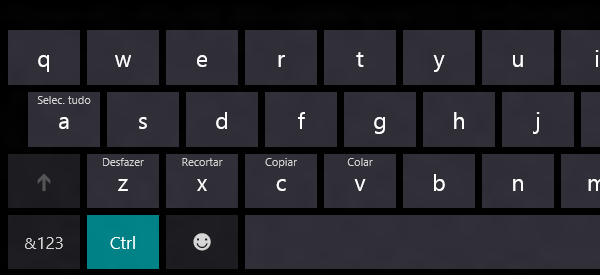 q w e r t y u i
Selec. tudo
a s d f g h j
Desfazer Recortar Copiar Colar
z x c v b n m
&123 Ctrl